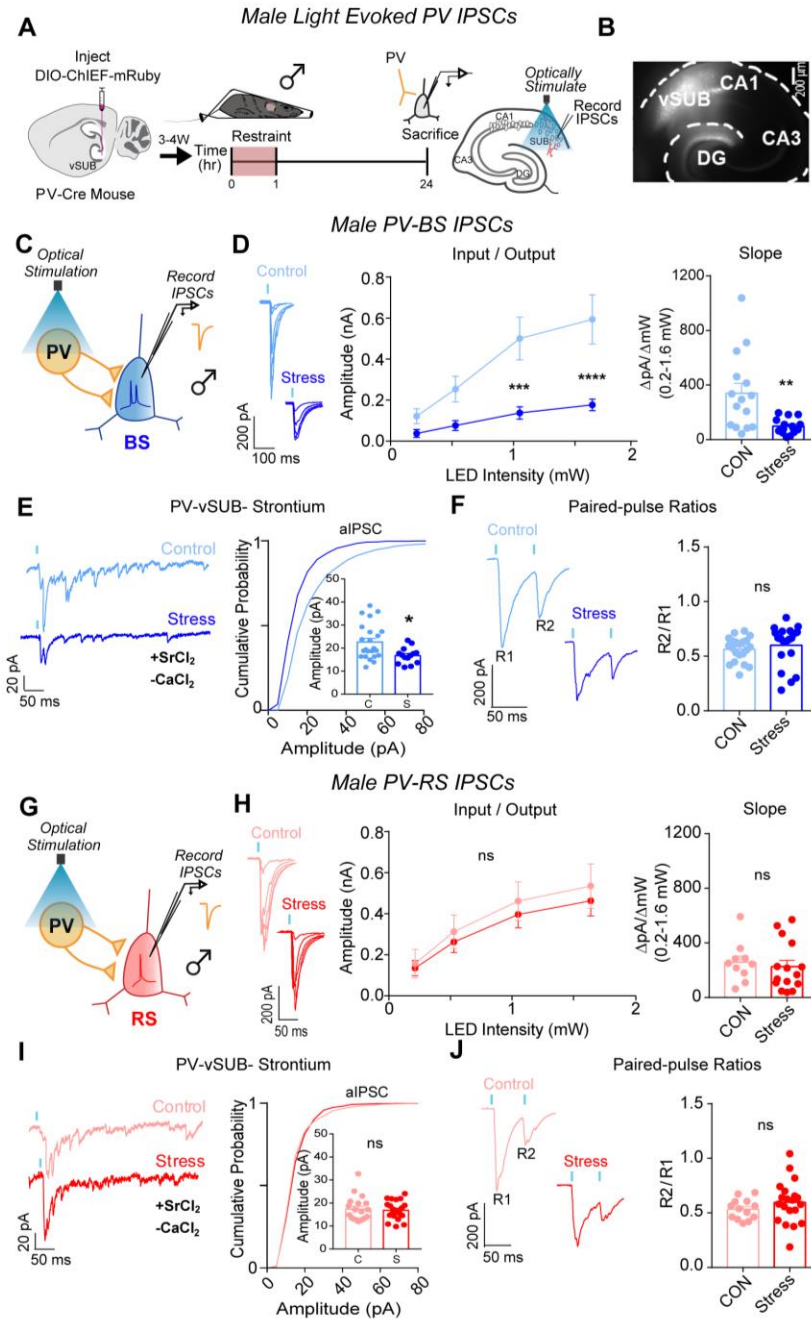 Male Light Evoked PV IPSCs
A
Inject
DIO-ChIEF-mRuby
vSUB
PV-Cre Mouse
3-4W
♂
Restraint
Time
(hr)
0
1
24
PV
Sacrifice
Optically
Stimulate
Record
IPSCs
CA1
SUB
CA3
DG
B
200 µm
CA1
vSUB
CA3
DG
Male PV-BS IPSCs
C
Optical
Stimulation
Record
IPSCs
PV
♂
BS
D
Control
Stress
200 pA
100 ms
Input / Output
Amplitude (nA)
0.8
0.6
0.4
0.2
0.0
***
****
0
1
2
LED Intensity (mW)
Slope
ΔpA/ΔmW
(0.2-1.6 mW)
1200
800
400
0
**
CON
Stress
E
PV-vSUB- Strontium
Control
Stress
+SrCl2
-CaCl2
20 pA
50 ms
aIPSC
Cumulative Probability
1
0
Amplitude (pA)
50
40
30
20
10
0
*
C
S
0
20
40
60
80
Amplitude (pA)
F
Paired-pulse Ratios
Control
R1
R2
Stress
200 pA
50 ms
R2/ R1
1.5
1.0
0.5
0.0
ns
CON
Stress
Male PV-RS IPSCs
G
Optical
Stimulation
Record
IPSCs
PV
♂
RS
H
Control
Stress
200 pA
50 ms
Input / Output
Amplitude (nA)
0.8
0.6
0.4
0.2
0.0
ns
0
1
2
LED Intensity (mW)
Slope
ΔpA/ΔmW
(0.2-1.6 mW)
1200
800
400
0
ns
CON
Stress
I
PV-vSUB- Strontium
Control
Stress
+SrCl2
-CaCl2
20 pA
50 ms
aIPSC
Cumulative Probability
1
0
Amplitude (pA)
50
40
30
20
10
0
ns
C
S
0
20
40
60
80
Amplitude (pA)
J
Paired-pulse Ratios
Control
R1
R2
Stress
200 pA
50 ms
R2/ R1
1.5
1.0
0.5
0.0
ns
CON
Stress